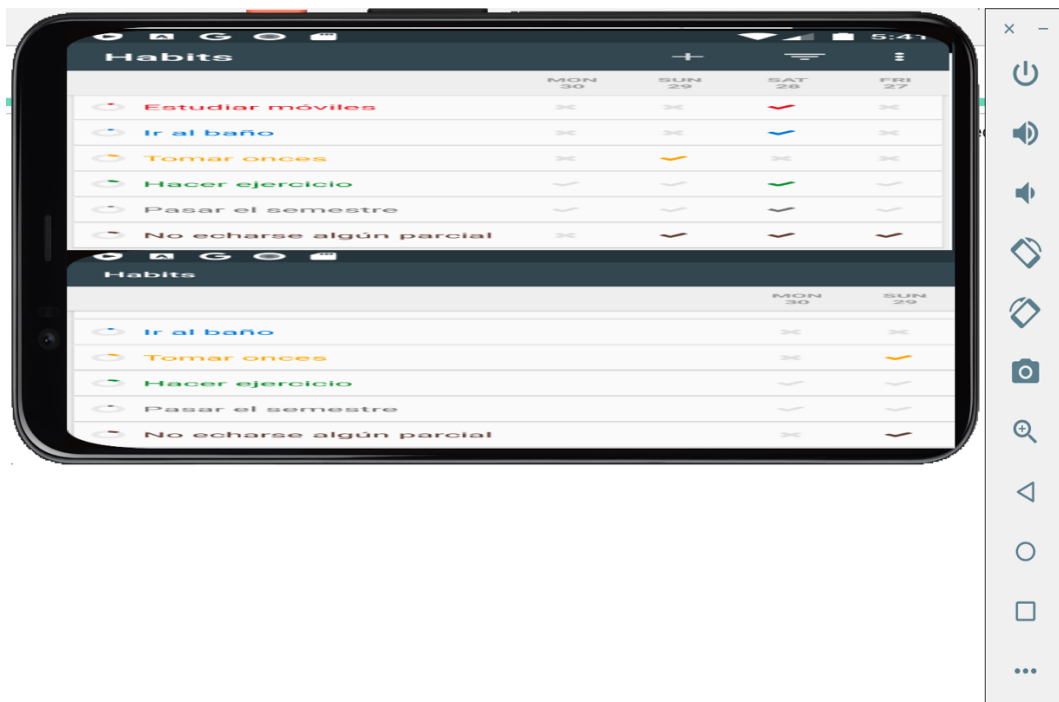 5:41
Habits
MON SUN SAT FRI
30 29 28 27
Estudiar móviles
Ir al baño
Tomar onces
Hacer ejercicio
Pasar el semestre
No echarse algún parcial
Habits
MON SUN
30 29
Ir al baño
Tomar onces
Hacer ejercicio
Pasar el semestre
No echarse algún parcial